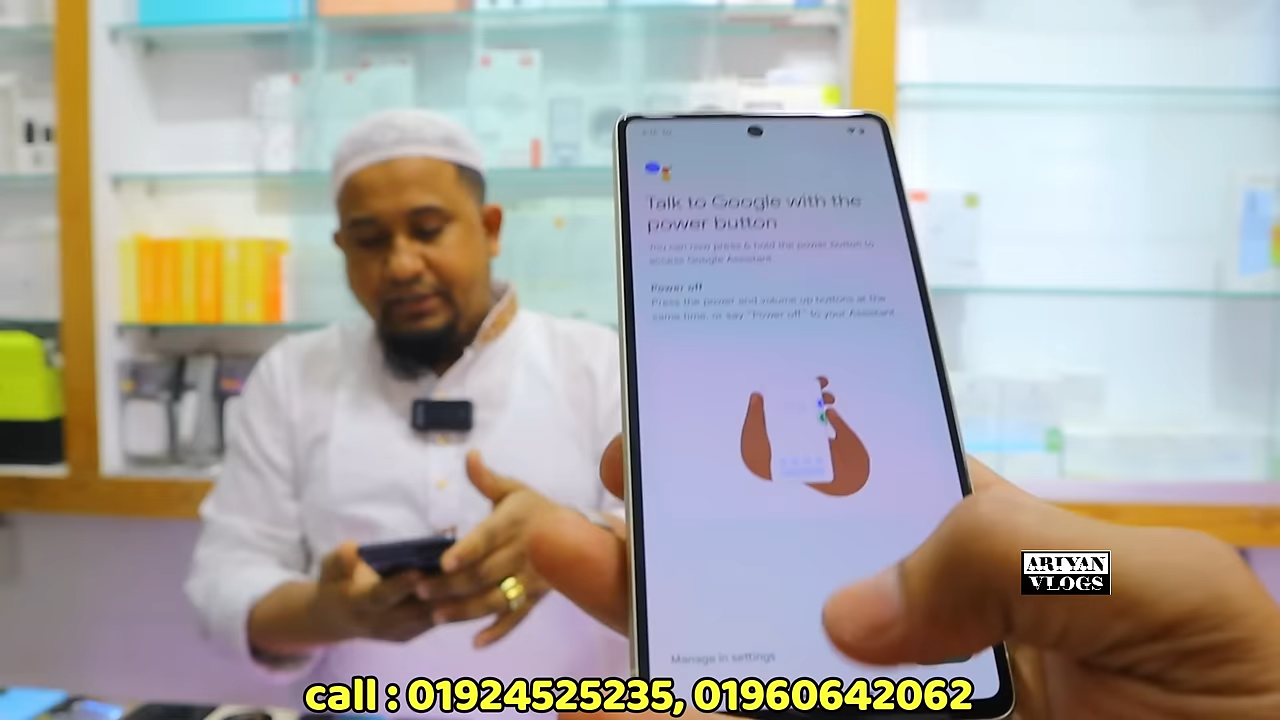 Talk to Google with the
power button
You can now press & hold the power button to
access Google Assistant.
Power off
Press the power and volume up buttons at the
same time, or say "Power off" to your Assistant.
Manage in settings
ARIYAN
VLOGS
call : 01924525235, 01960642062